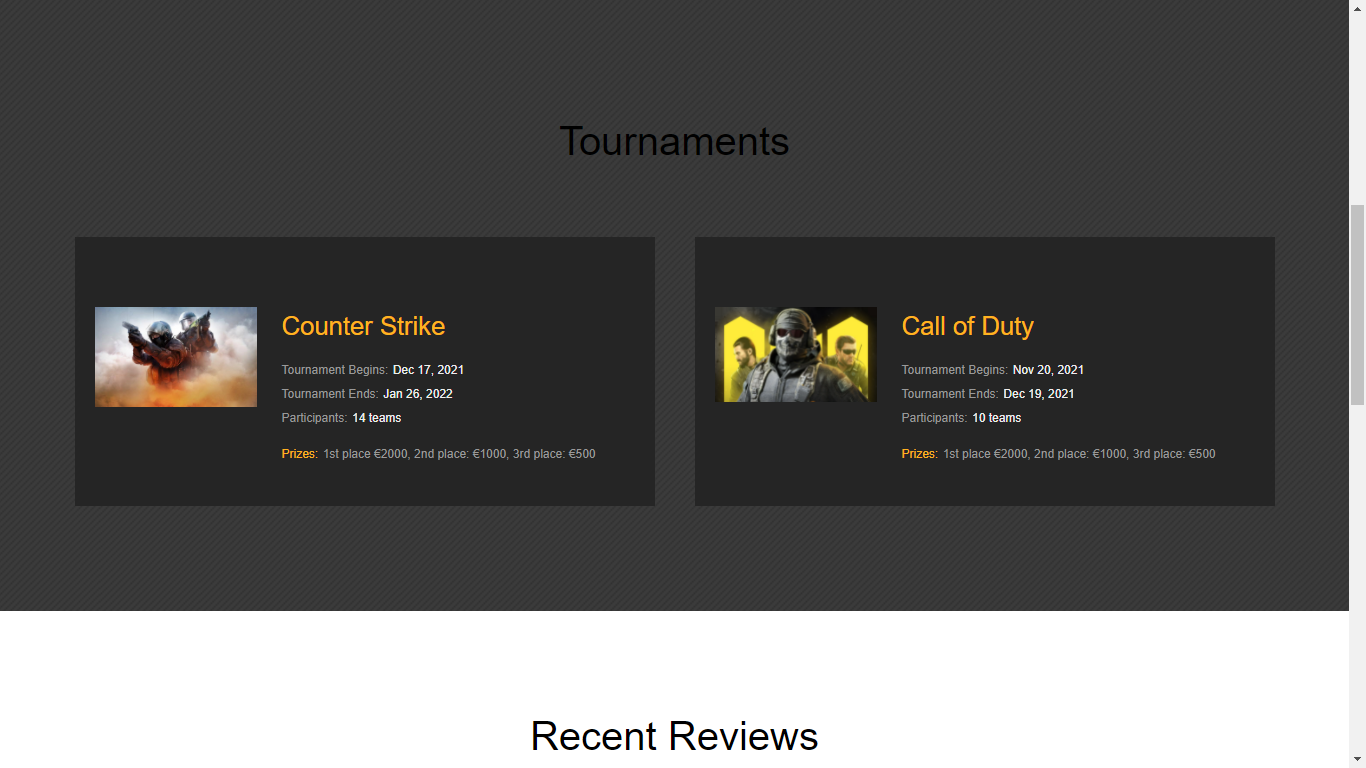 Tournaments
Counter Strike
Tournament Begins: Dec 17, 2021
Tournament Ends: Jan 26, 2022
Participants: 14 teams
Prizes: 1st place €2000, 2nd place: €1000, 3rd place: €500
Call of Duty
Tournament Begins: Nov 20, 2021
Tournament Ends: Dec 19, 2021
Participants: 10 teams
Prizes: 1st place €2000, 2nd place: €1000, 3rd place: €500
Recent Reviews